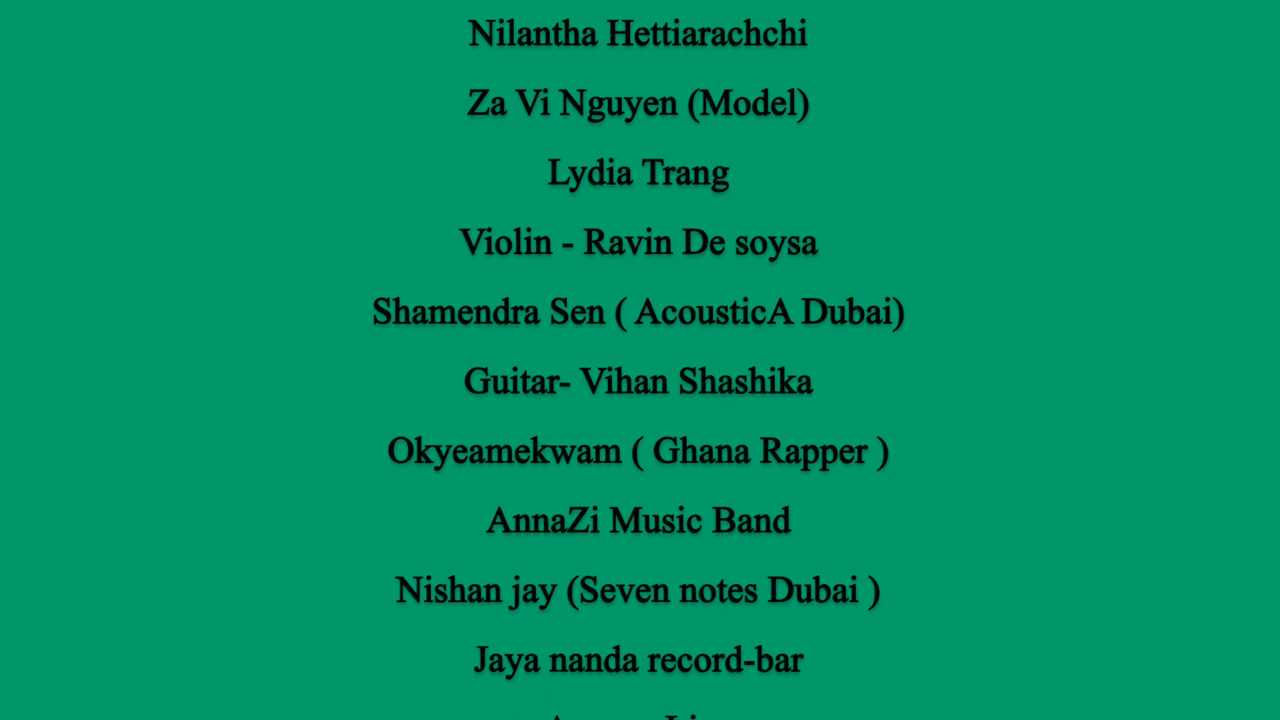 Nilantha Hettiarachchi
Za Vi Nguyen (Model)
Lydia Trang
Violin - Ravin De soysa
Shamendra Sen ( AcousticA Dubai)
Guitar- Vihan Shashika
Okyeamekwam ( Ghana Rapper )
AnnaZi Music Band
Nishan jay (Seven notes Dubai )
Jaya nanda record-bar